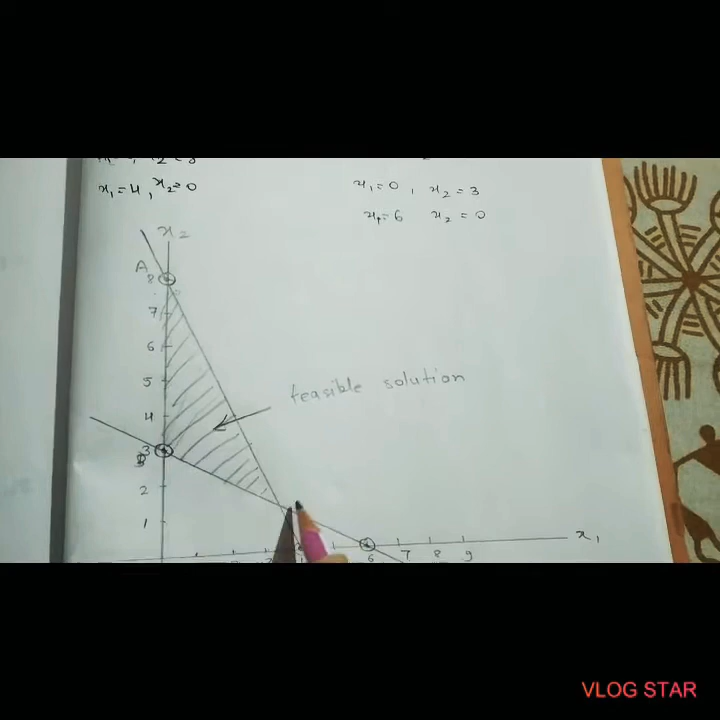 x₁=4, x₂=0
x₁=0, x₂=3
x₁=6 x₂=0
x₂
A
8
7
6
5
4
3
2
1
feasible solution
x₁
6 7 8 9
VLOG STAR